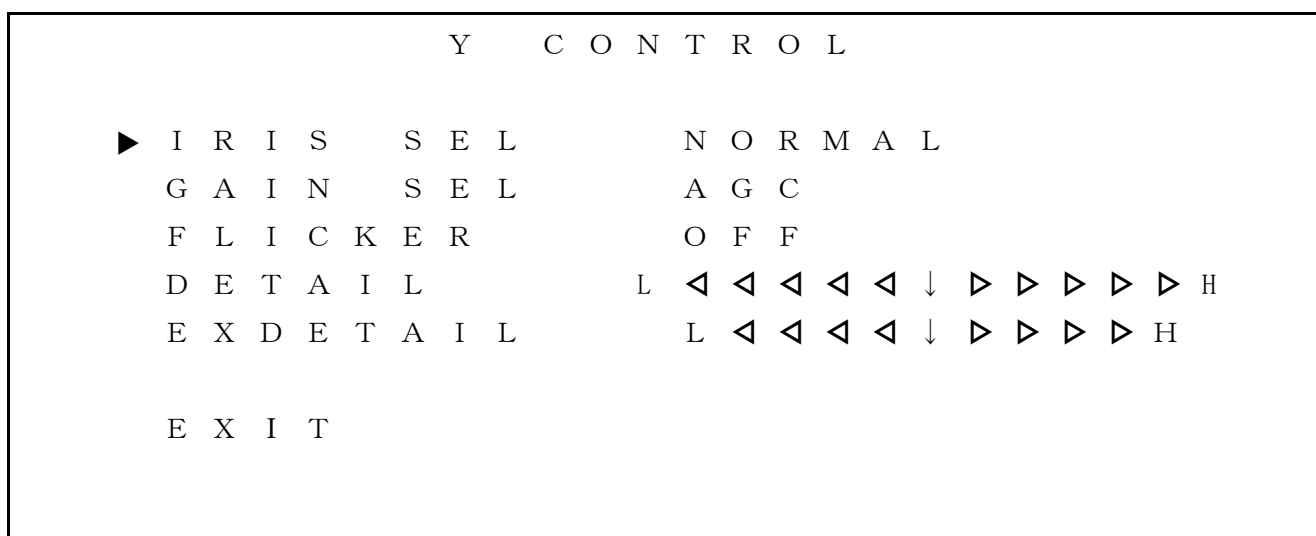 Y CONTROL
▶ IRIS SEL NORMAL
GAIN SEL AGC
FLICKER OFF
DETAIL L ◁ ◁ ◁ ◁ ◁ ↓ ▷ ▷ ▷ ▷ ▷ H
EXDETAIL L ◁ ◁ ◁ ◁ ↓ ▷ ▷ ▷ ▷ H
EXIT